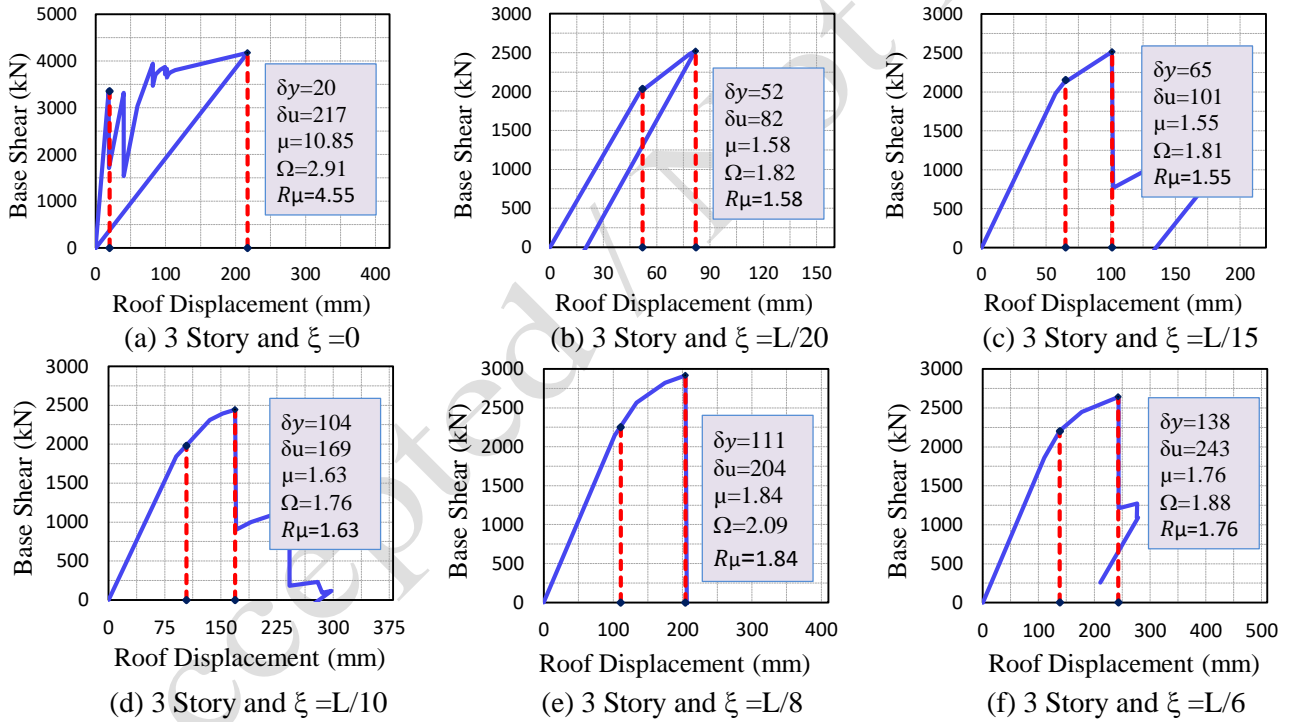 Base Shear (kN)
5000
4000
3000
2000
1000
0
0 100 200 300 400
δy=20
δu=217
μ=10.85
Ω=2.91
Rμ=4.55
Roof Displacement (mm)
(a) 3 Story and ξ =0
Base Shear (kN)
3000
2500
2000
1500
1000
500
0
0 30 60 90 120 150
δy=52
δu=82
μ=1.58
Ω=1.82
Rμ=1.58
Roof Displacement (mm)
(b) 3 Story and ξ =L/20
Base Shear (kN)
3000
2500
2000
1500
1000
500
0
0 50 100 150 200
δy=65
δu=101
μ=1.55
Ω=1.81
Rμ=1.55
Roof Displacement (mm)
(c) 3 Story and ξ =L/15
Base Shear (kN)
3000
2500
2000
1500
1000
500
0
0 75 150 225 300 375
δy=104
δu=169
μ=1.63
Ω=1.76
Rμ=1.63
Roof Displacement (mm)
(d) 3 Story and ξ =L/10
Base Shear (kN)
3000
2500
2000
1500
1000
500
0
0 100 200 300 400
δy=111
δu=204
μ=1.84
Ω=2.09
Rμ=1.84
Roof Displacement (mm)
(e) 3 Story and ξ =L/8
Base Shear (kN)
3000
2500
2000
1500
1000
500
0
0 100 200 300 400 500
δy=138
δu=243
μ=1.76
Ω=1.88
Rμ=1.76
Roof Displacement (mm)
(f) 3 Story and ξ =L/6
ccepted / Not